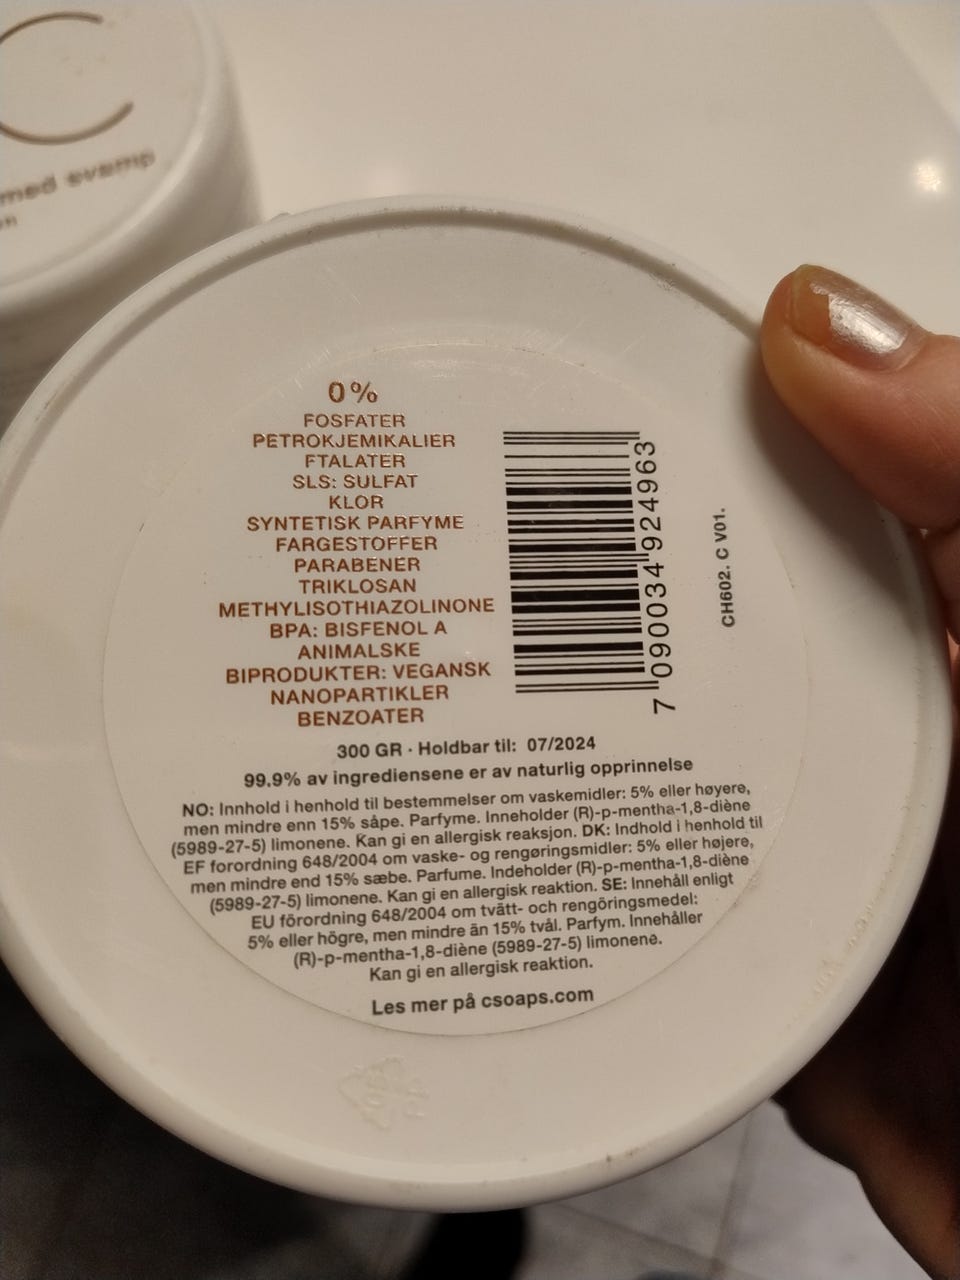 C
med svamp
0%
FOSFATER
PETROKJEMIKALIER
FTALATER
SLS: SULFAT
KLOR
SYNTETISK PARFYME
FARGESTOFFER
PARABENER
TRIKLOSAN
METHYLISOTHIAZOLINONE
BPA: BISFENOL A
ANIMALSKE
BIPRODUKTER: VEGANSK
NANOPARTIKLER
BENZOATER
7 090034 924963
CH602. C V01.
300 GR · Holdbar til: 07/2024
99.9% av ingrediensene er av naturlig opprinnelse
NO: Innhold i henhold til bestemmelser om vaskemidler: 5% eller høyere,
men mindre enn 15% såpe. Parfyme. Inneholder (R)-p-mentha-1,8-diène
(5989-27-5) limonene. Kan gi en allergisk reaksjon. DK: Indhold i henhold til
EF forordning 648/2004 om vaske- og rengøringsmidler: 5% eller højere,
men mindre end 15% sæbe. Parfume. Indeholder (R)-p-mentha-1,8-diène
(5989-27-5) limonene. Kan gi en allergisk reaktion. SE: Innehåll enligt
EU förordning 648/2004 om tvätt- och rengöringsmedel:
5% eller högre, men mindre än 15% tvål. Parfym. Innehåller
(R)-p-mentha-1,8-diène (5989-27-5) limonene.
Kan gi en allergisk reaktion.
Les mer på csoaps.com